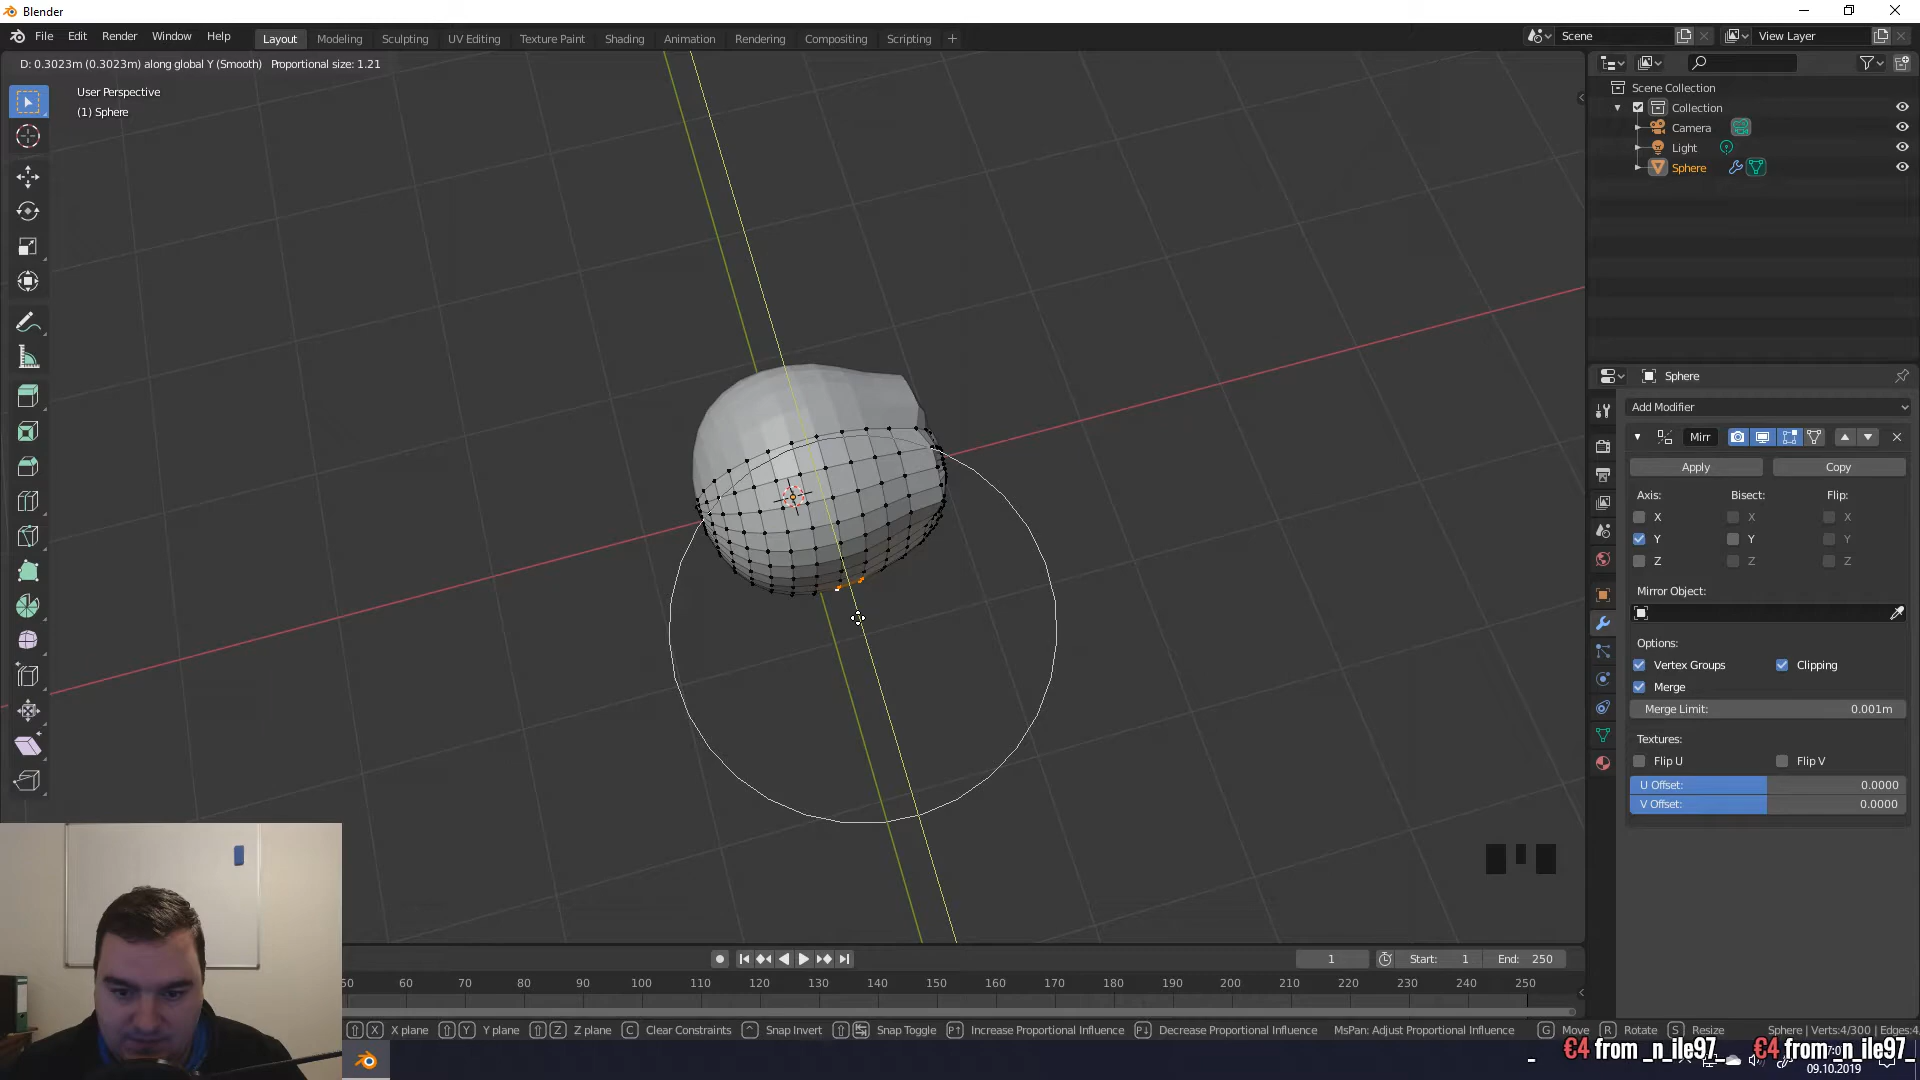 Blender
File Edit Render Window Help
Layout Modeling Sculpting UV Editing Texture Paint Shading Animation Rendering Compositing Scripting +
Scene
View Layer
D: 0.3023m (0.3023m) along global Y (Smooth) Proportional size: 1.21
User Perspective
(1) Sphere
Scene Collection
Collection
Camera
Light
Sphere
Sphere
Add Modifier
Mirr
Apply Copy
Axis: Bisect: Flip:
X X X
Y Y Y
Z Z Z
Mirror Object:
Options:
Vertex Groups Clipping
Merge
Merge Limit: 0.001m
Textures:
Flip U Flip V
U Offset: 0.0000
V Offset: 0.0000
1 Start: 1 End: 250
50 60 70 80 90 100 110 120 130 140 150 160 170 180 190 200 210 220 230 240 250
X X plane Y Y plane Z Z plane C Clear Constraints ^ Snap Invert Snap Toggle P↑ Increase Proportional Influence P↓ Decrease Proportional Influence MsPan: Adjust Proportional Influence G Move R Rotate S Resize Sphere | Verts:4/300 | Edges:4
€4 from _n_ile97_ €4 from _n_ile97_
09.10.2019